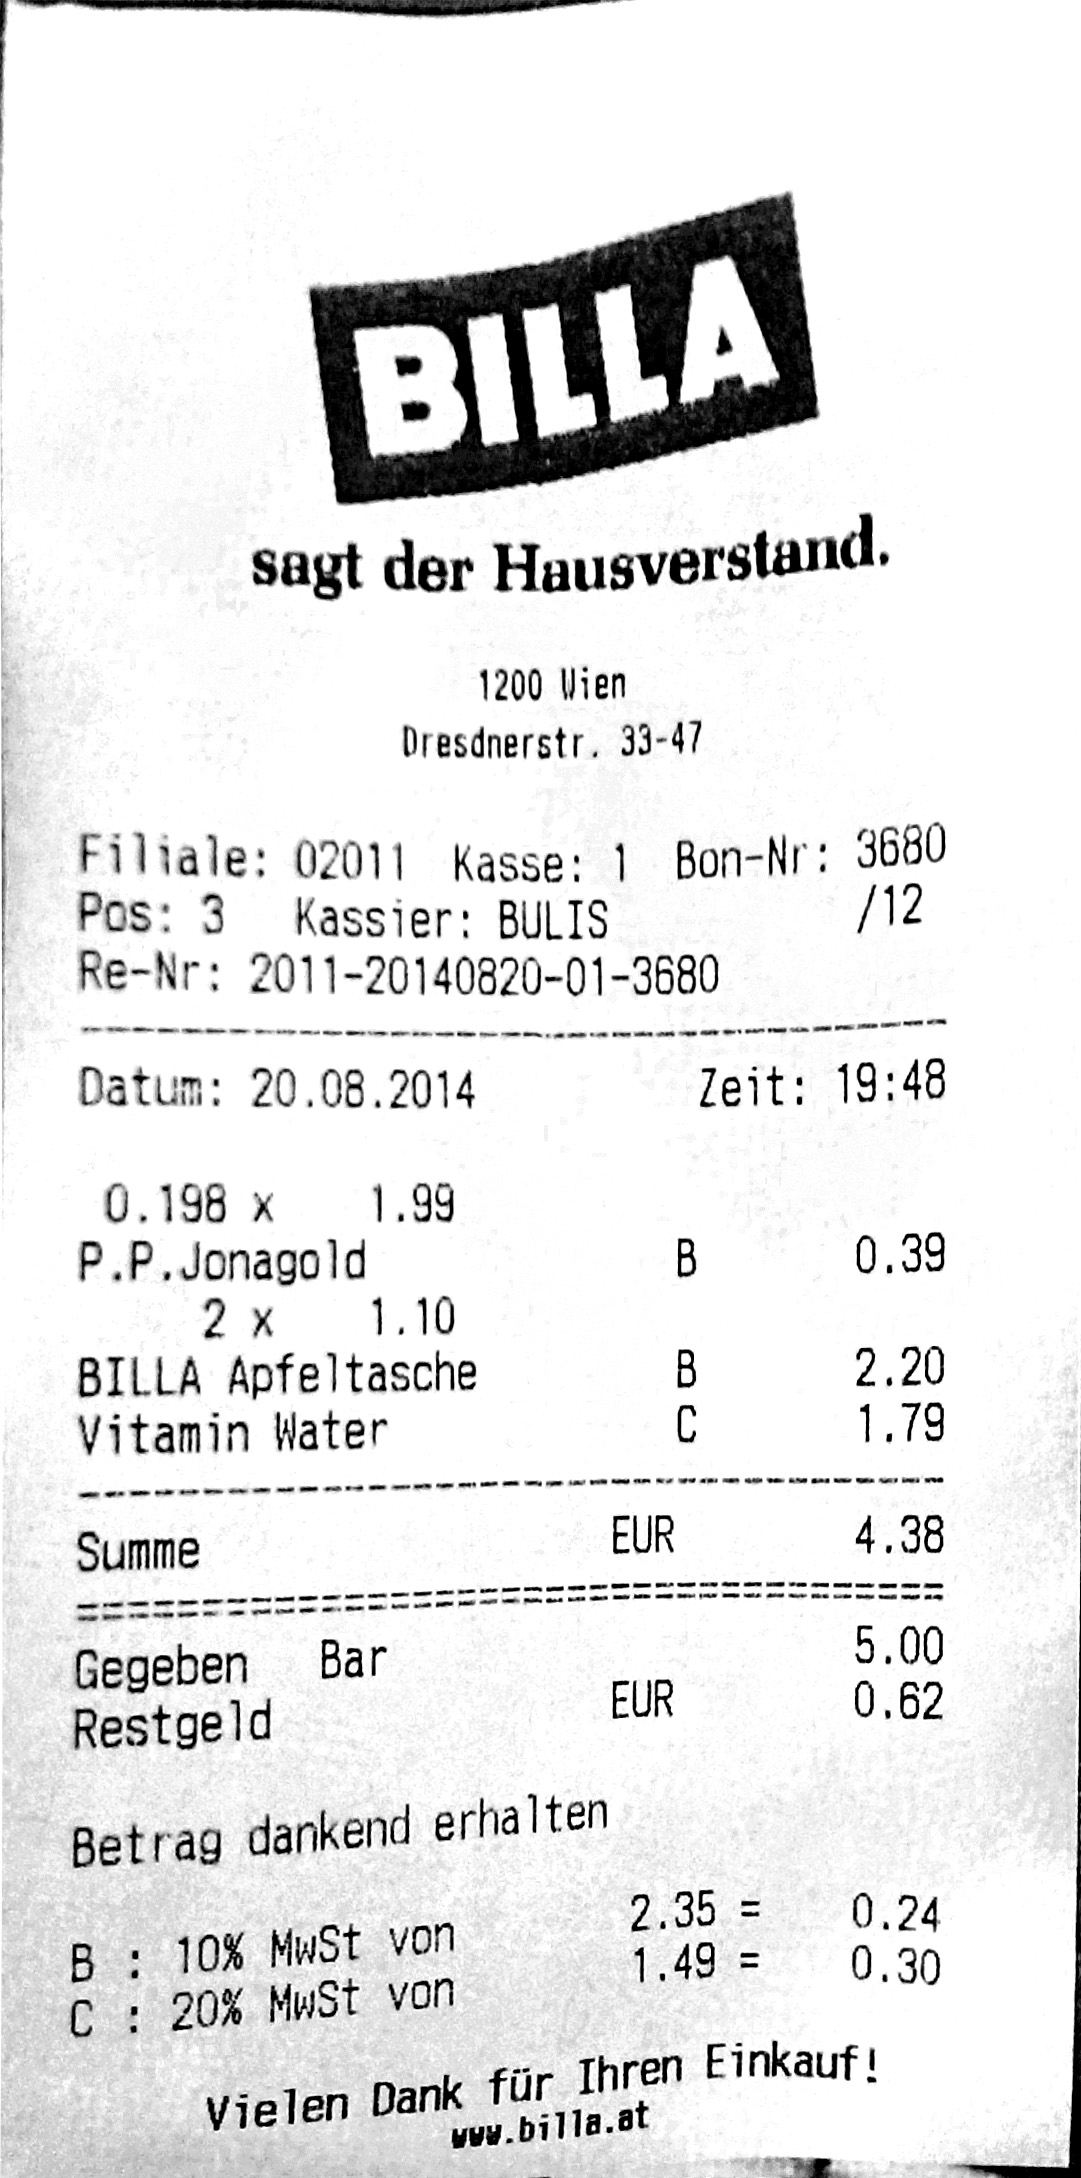 BILLA
sagt der Hausverstand.
1200 Wien
Dresdnerstr. 33-47
Filiale: 02011 Kasse: 1 Bon-Nr: 3680
Pos: 3 Kassier: BULIS /12
Re-Nr: 2011-20140820-01-3680
Datum: 20.08.2014 Zeit: 19:48
0.198 x 1.99
P.P.Jonagold B 0.39
2 x 1.10
BILLA Apfeltasche B 2.20
Vitamin Water C 1.79
Summe EUR 4.38
Gegeben Bar 5.00
Restgeld EUR 0.62
Betrag dankend erhalten
B : 10% MwSt von 2.35 = 0.24
C : 20% MwSt von 1.49 = 0.30
Vielen Dank für Ihren Einkauf!
www.billa.at